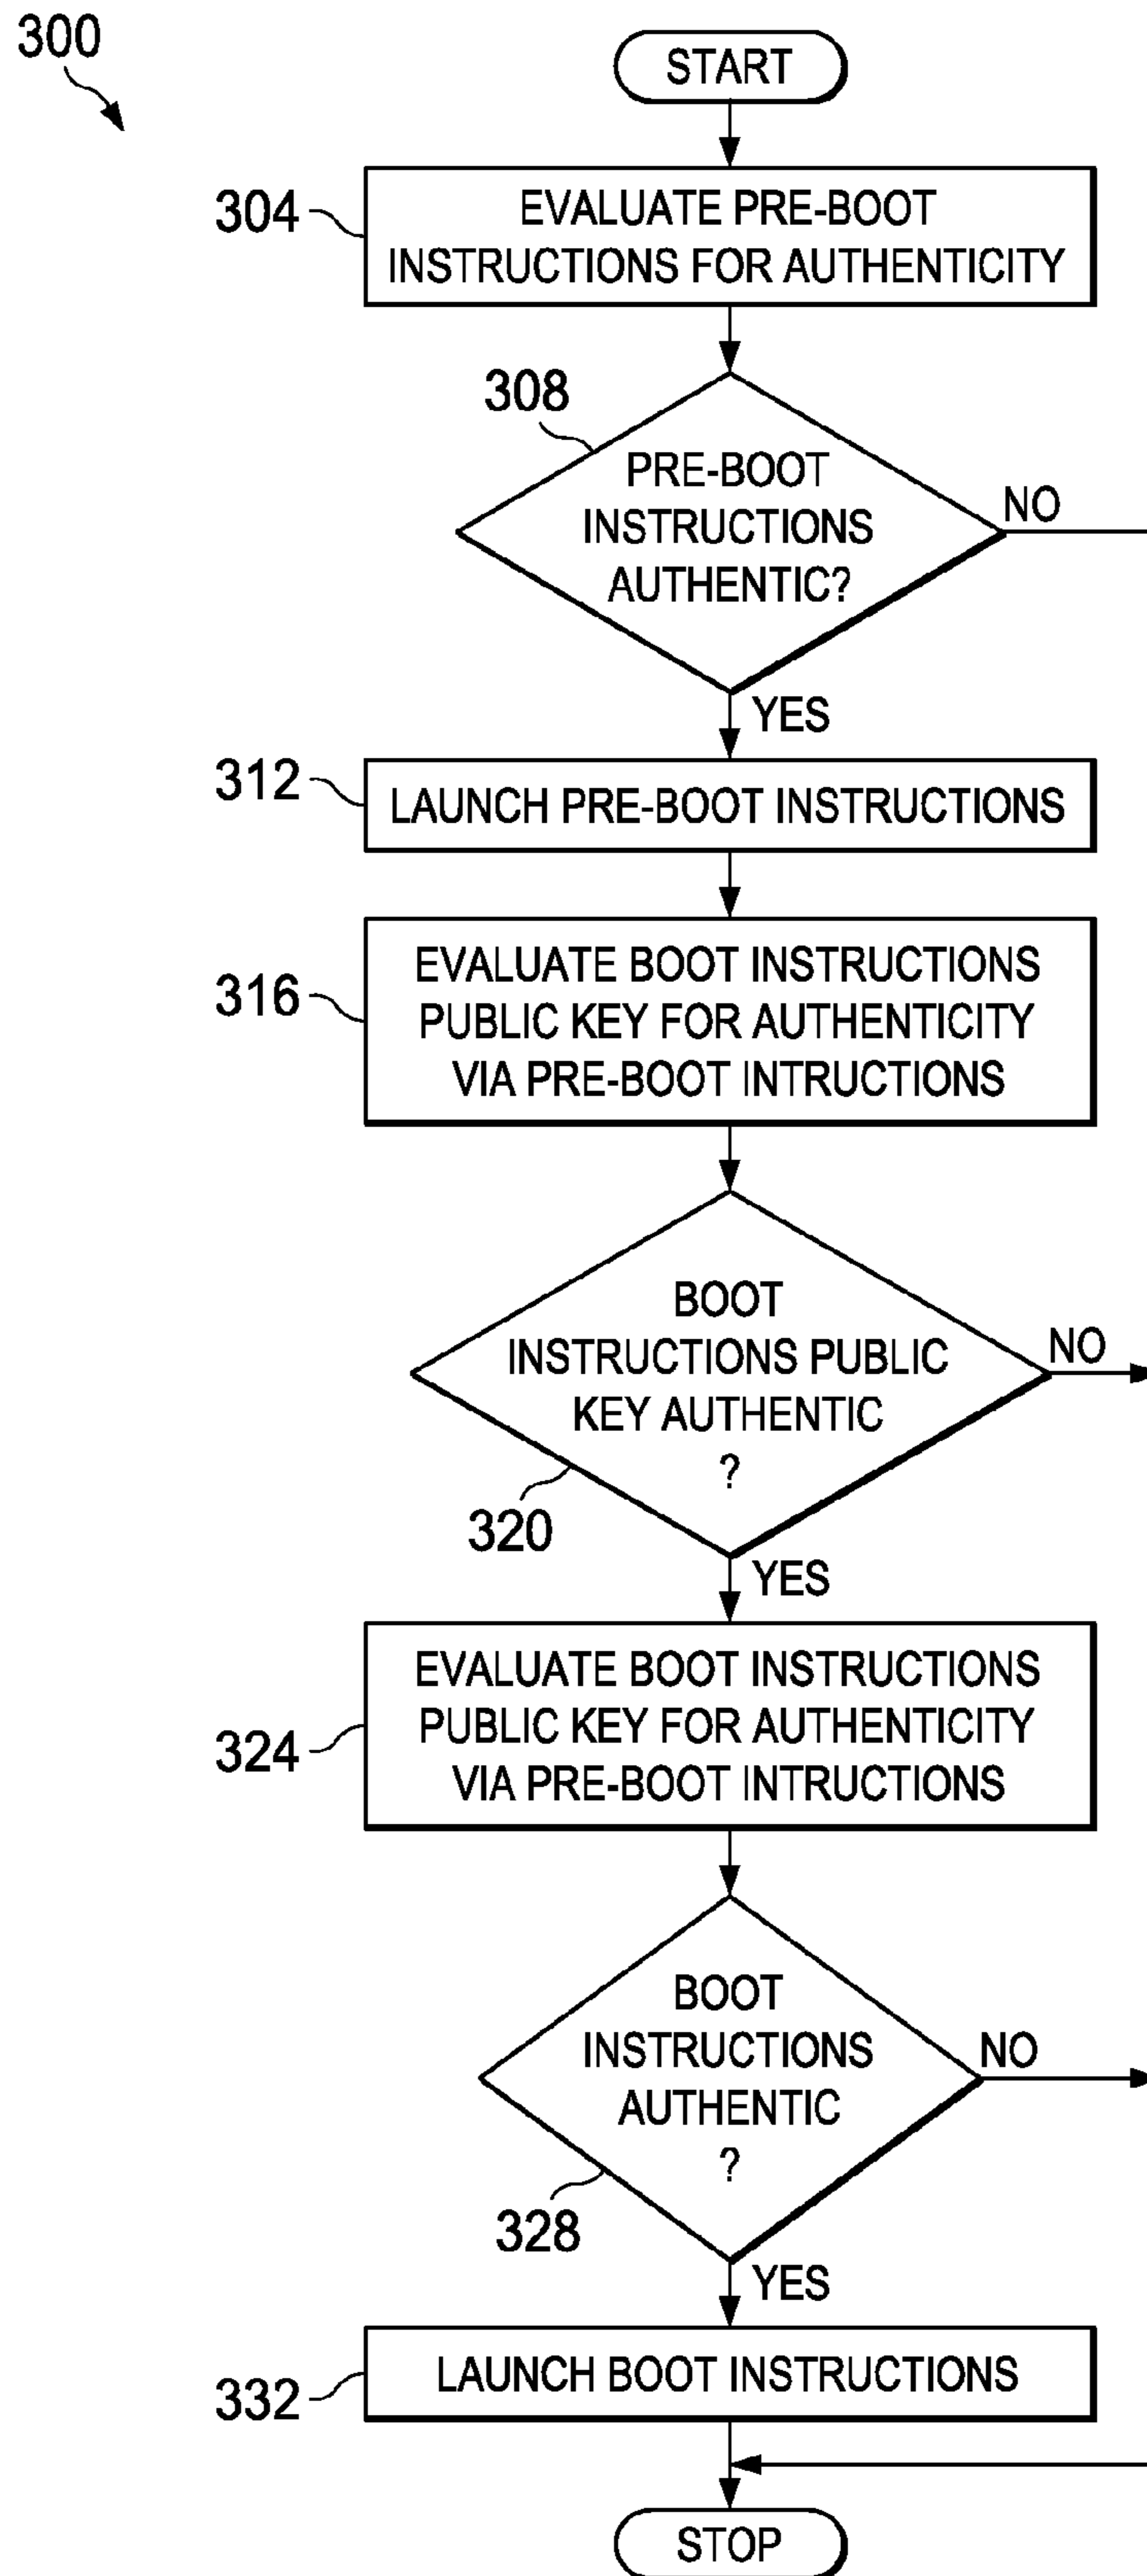 300
START
304
EVALUATE PRE-BOOT
INSTRUCTIONS FOR AUTHENTICITY
308
PRE-BOOT
INSTRUCTIONS
AUTHENTIC?
NO
YES
312
LAUNCH PRE-BOOT INSTRUCTIONS
316
EVALUATE BOOT INSTRUCTIONS
PUBLIC KEY FOR AUTHENTICITY
VIA PRE-BOOT INTRUCTIONS
BOOT
INSTRUCTIONS PUBLIC
KEY AUTHENTIC
?
NO
320
YES
324
EVALUATE BOOT INSTRUCTIONS
PUBLIC KEY FOR AUTHENTICITY
VIA PRE-BOOT INTRUCTIONS
BOOT
INSTRUCTIONS
AUTHENTIC
?
NO
328
YES
332
LAUNCH BOOT INSTRUCTIONS
STOP